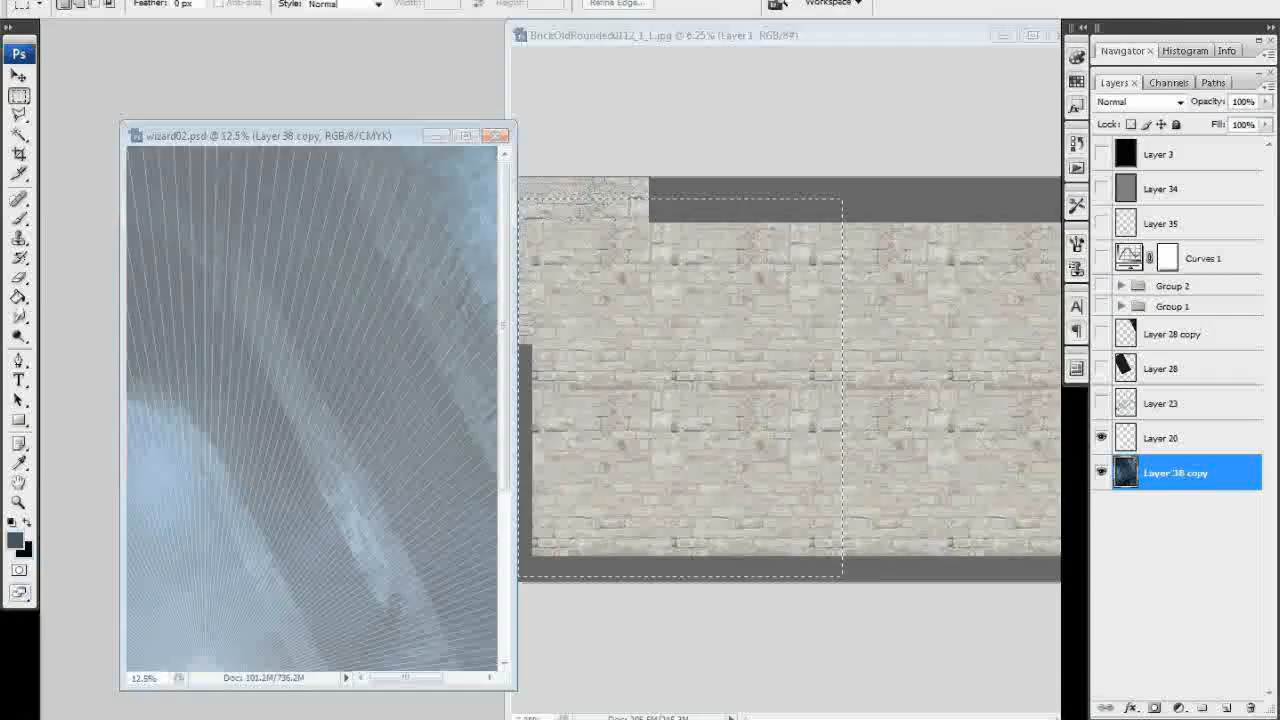 Feather: 0 px
Anti-alias
Style: Normal
Width:
Height:
Refine Edge...
Workspace
Ps
BrickOldRounded0112_1_L.jpg @ 6.25% (Layer 1, RGB/8#)
Navigator × Histogram Info
Layers × Channels Paths
Normal Opacity: 100%
Lock: Fill: 100%
wizard02.psd @ 12.5% (Layer 38 copy, RGB/8/CMYK)
Layer 3
Layer 34
Layer 35
Curves 1
Group 2
Group 1
Layer 28 copy
Layer 28
Layer 23
Layer 20
Layer 38 copy
12.5%
Doc: 101.2M/736.2M